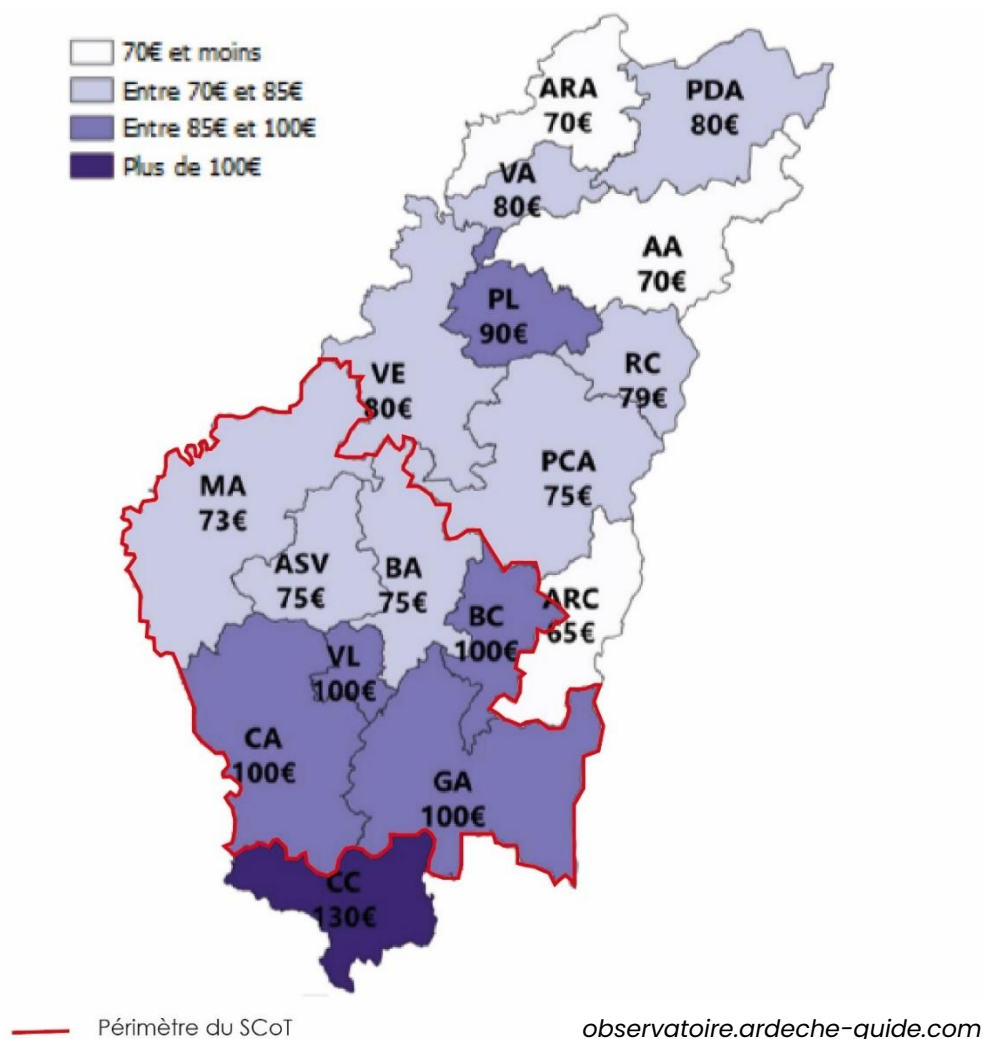 70€ et moins
Entre 70€ et 85€
Entre 85€ et 100€
Plus de 100€
ARA
70€
PDA
80€
VA
80€
AA
70€
PL
90€
RC
79€
VE
80€
PCA
75€
MA
73€
ASV
75€
BA
75€
ARC
65€
BC
100€
VL
100€
CA
100€
GA
100€
CC
130€
Périmètre du SCoT
observatoire.ardeche-guide.com